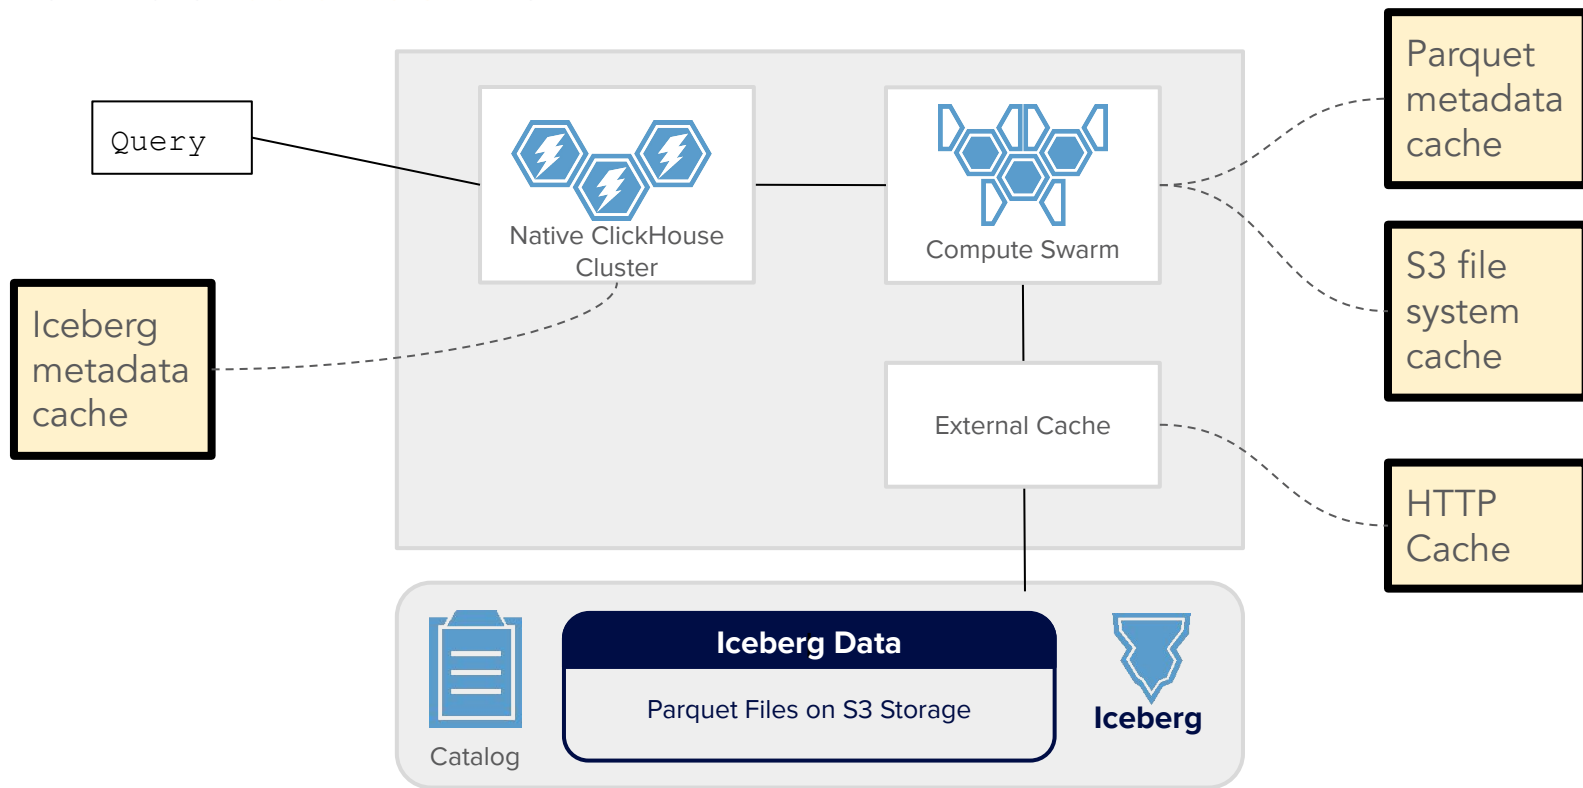 Query
Native ClickHouse
Cluster
Compute Swarm
Parquet
metadata
cache
Iceberg
metadata
cache
S3 file
system
cache
External Cache
HTTP
Cache
Iceberg Data
Parquet Files on S3 Storage
Catalog
Iceberg